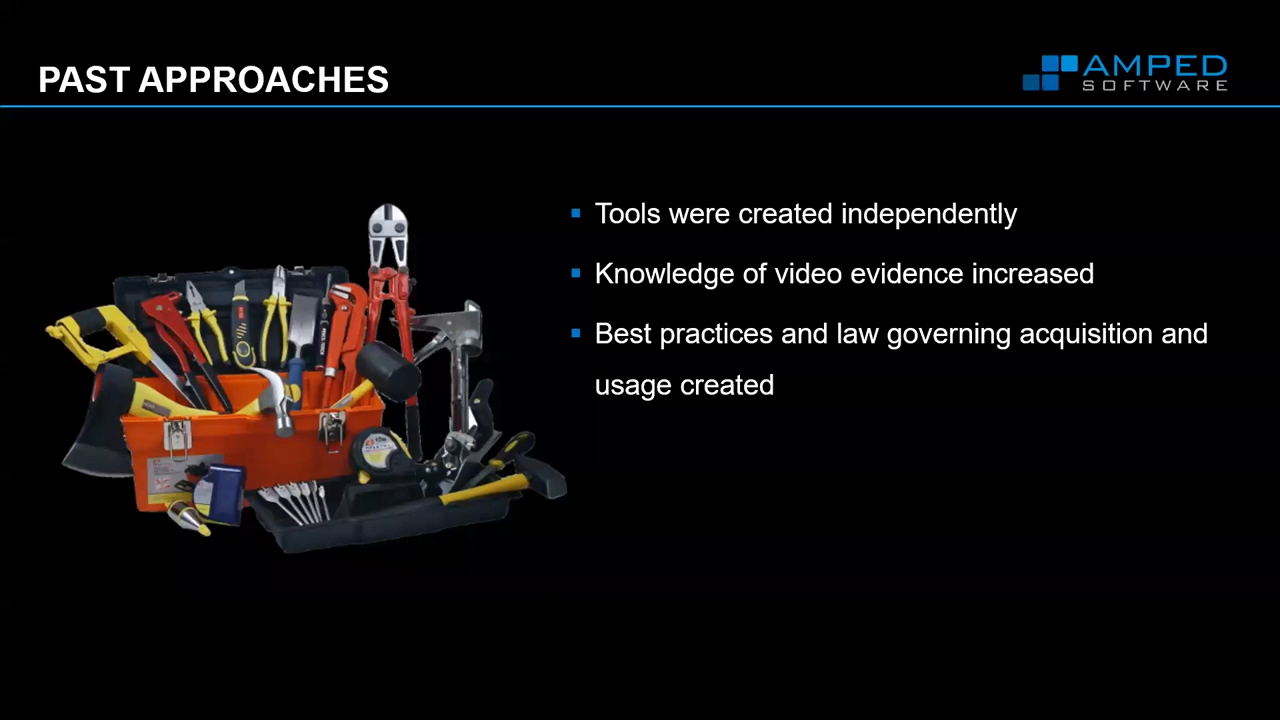 PAST APPROACHES
AMPED
SOFTWARE
Tools were created independently
Knowledge of video evidence increased
Best practices and law governing acquisition and
usage created